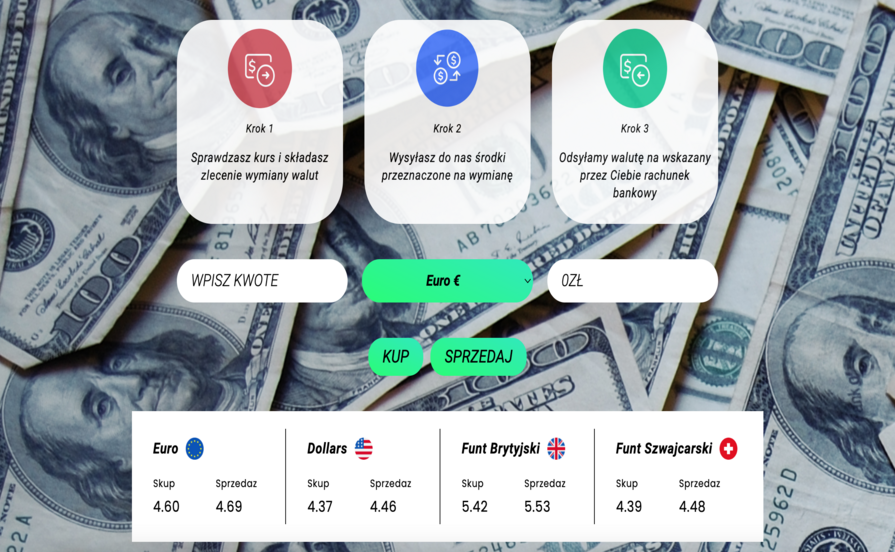 Krok 1
Sprawdzasz kurs i składasz
zlecenie wymiany walut
Krok 2
Wysyłasz do nas środki
przeznaczone na wymianę
Krok 3
Odsyłamy walutę na wskazany
przez Ciebie rachunek
bankowy
WPISZ KWOTE
Euro €
0ZŁ
KUP
SPRZEDAJ
Euro
Skup Sprzedaz
4.60 4.69
Dollars
Skup Sprzedaz
4.37 4.46
Funt Brytyjski
Skup Sprzedaz
5.42 5.53
Funt Szwajcarski
Skup Sprzedaz
4.39 4.48